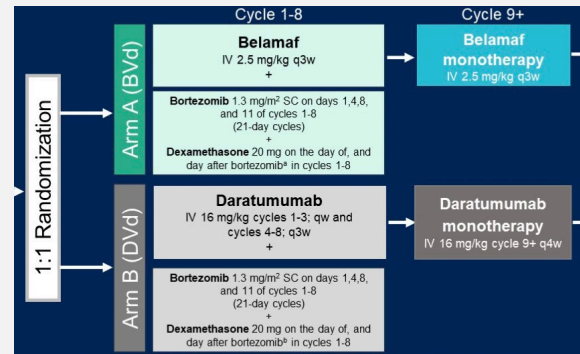 Cycle 1-8
Cycle 9+
1:1 Randomization
Arm A (BVd)
Belamaf
IV 2.5 mg/kg q3w
+
Bortezomib 1.3 mg/m² SC on days 1,4,8,
and 11 of cycles 1-8
(21-day cycles)
+
Dexamethasone 20 mg on the day of, and
day after bortezomibᵃ in cycles 1-8
Belamaf
monotherapy
IV 2.5 mg/kg q3w
Arm B (DVd)
Daratumumab
IV 16 mg/kg cycles 1-3; qw and
cycles 4-8; q3w
+
Bortezomib 1.3 mg/m² SC on days 1,4,8,
and 11 of cycles 1-8
(21-day cycles)
+
Dexamethasone 20 mg on the day of, and
day after bortezomibᵇ in cycles 1-8
Daratumumab
monotherapy
IV 16 mg/kg cycle 9+ q4w